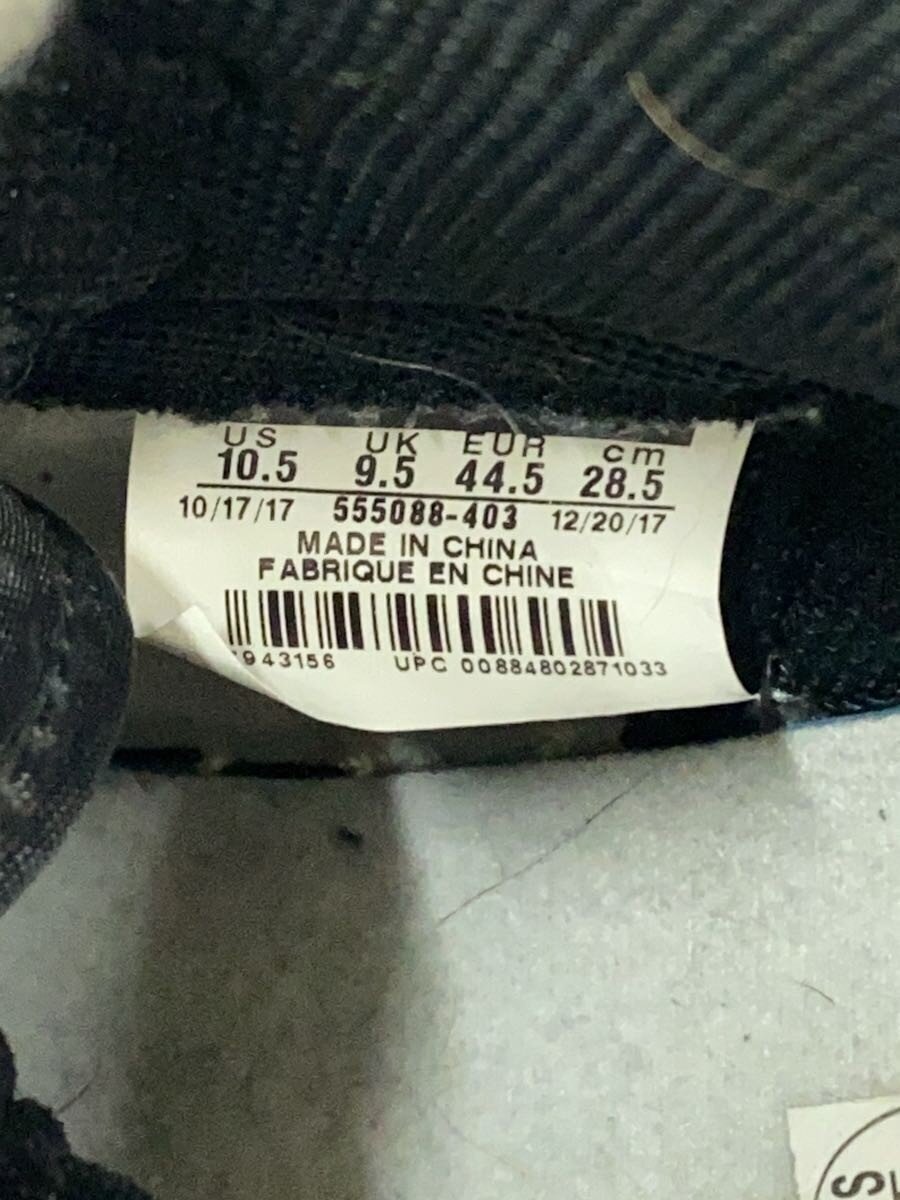 US UK EUR cm
10.5 9.5 44.5 28.5
10/17/17 555088-403 12/20/17
MADE IN CHINA
FABRIQUE EN CHINE
943156 UPC 00884802871033
S